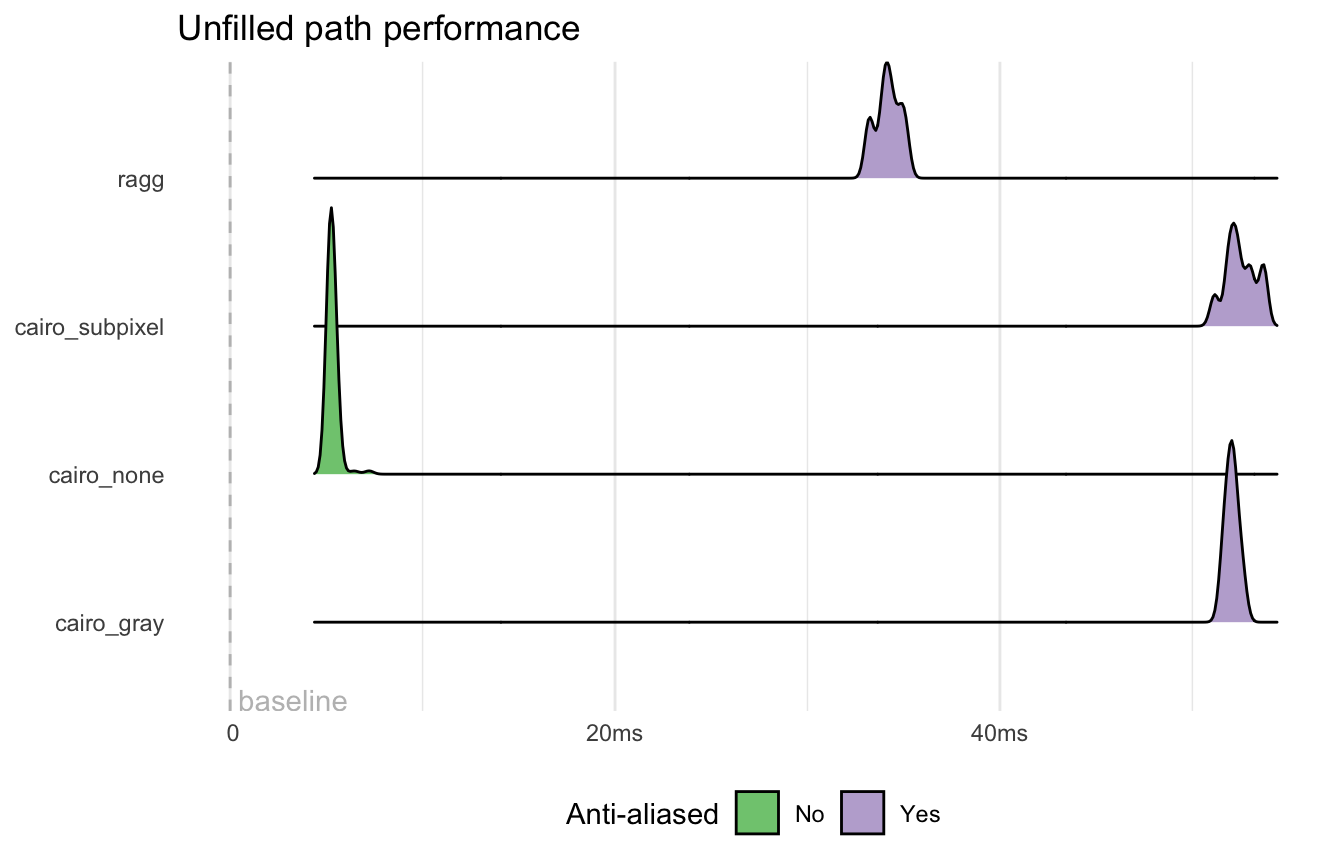 Unfilled path performance
ragg
cairo_subpixel
cairo_none
cairo_gray
baseline
0 20ms 40ms
Anti-aliased No Yes